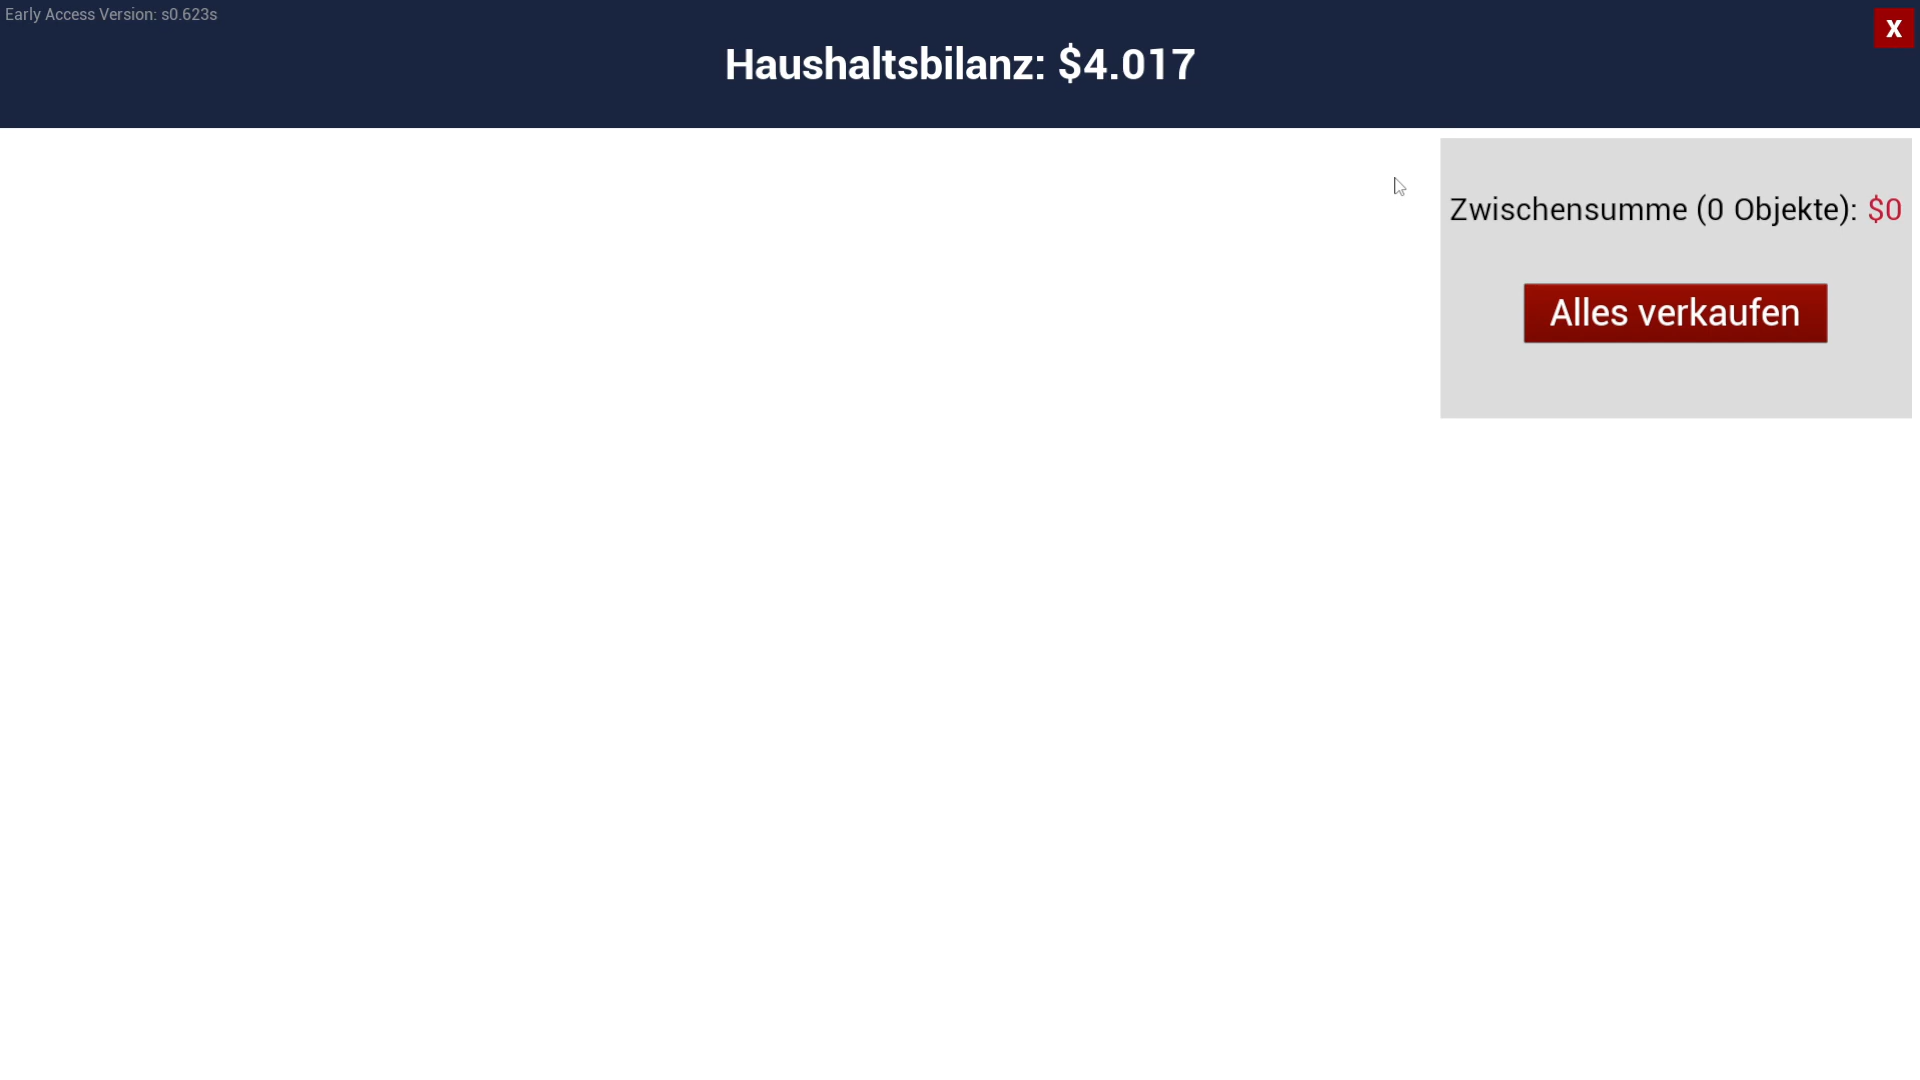 Early Access Version: s0.623s
X
Haushaltsbilanz: $4.017
Zwischensumme (0 Objekte): $0
Alles verkaufen